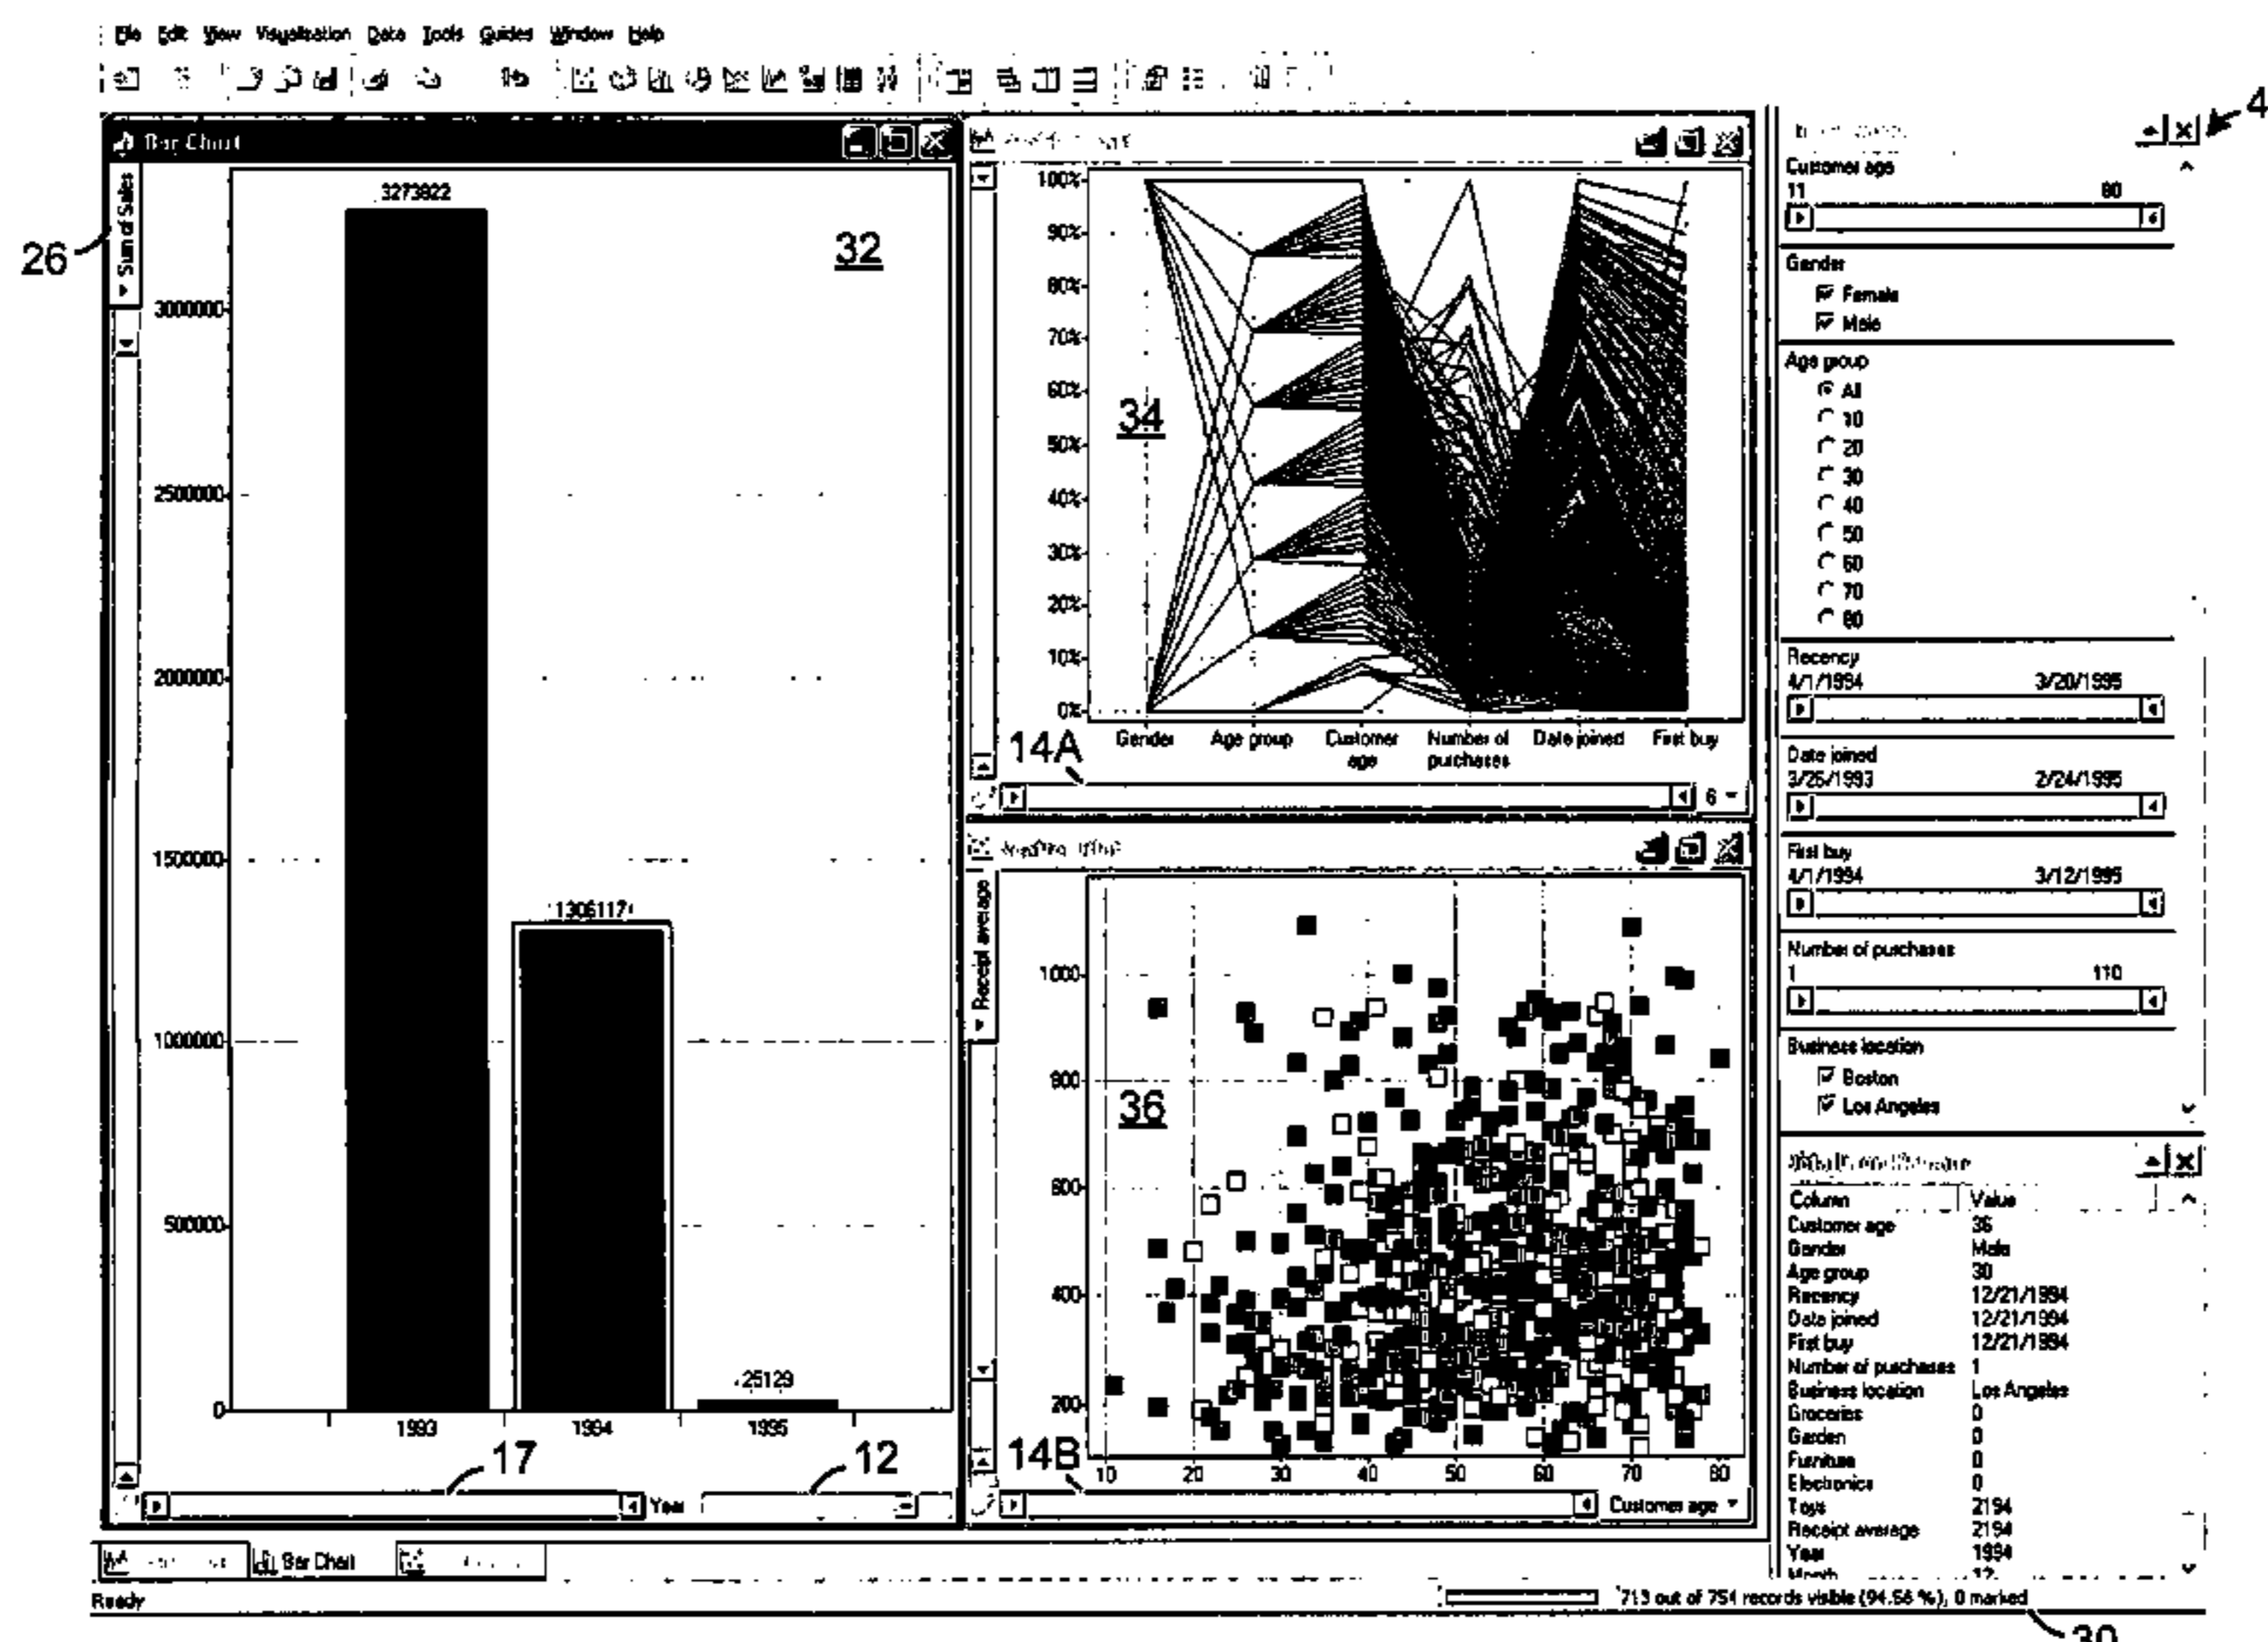 File Edit View Visualization Data Tools Guides Window Help
4
Bar Chart
Sum of Sales
26
32
3273822
3000000
2500000
2000000
1500000
1000000
500000
0
1306117
25129
1993 1994 1995
17
12
Year
100%
90%
80%
70%
60%
50%
40%
30%
20%
10%
0%
34
Gender Age group Customer age Number of purchases Date joined First buy
14A
6
Receipt average
1000
800
600
400
200
36
10 20 30 40 50 60 70 80
14B
Customer age
Customer age
11 80
Gender
Female
Male
Age group
All
10
20
30
40
50
60
70
80
Recency
4/1/1994 3/20/1995
Date joined
3/25/1993 2/24/1995
First buy
4/1/1994 3/12/1995
Number of purchases
1 110
Business location
Boston
Los Angeles
Column Value
Customer age 36
Gender Male
Age group 30
Recency 12/21/1994
Date joined 12/21/1994
First buy 12/21/1994
Number of purchases 1
Business location Los Angeles
Groceries 0
Garden 0
Furniture 0
Electronics 0
Toys 2194
Receipt average 2194
Year 1994
Month 12
Bar Chart
Ready
713 out of 754 records visible (94.56 %), 0 marked
30